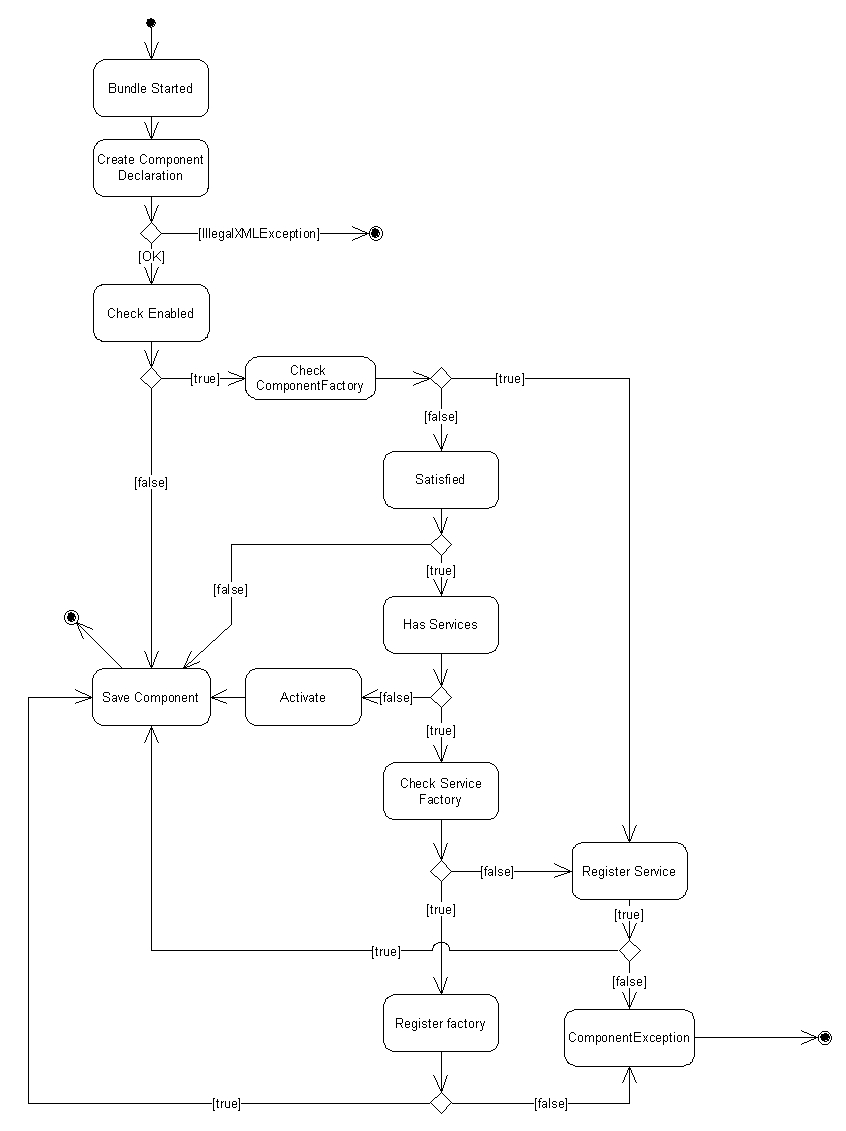 Bundle Started
Create Component
Declaration
[IllegalXMLException]
[OK]
Check Enabled
[true]
Check
ComponentFactory
[true]
[false]
[false]
Satisfied
[true]
[false]
Has Services
Save Component
Activate
[false]
[true]
Check Service
Factory
[false]
Register Service
[true]
[true]
[true]
[false]
Register factory
ComponentException
[true]
[false]